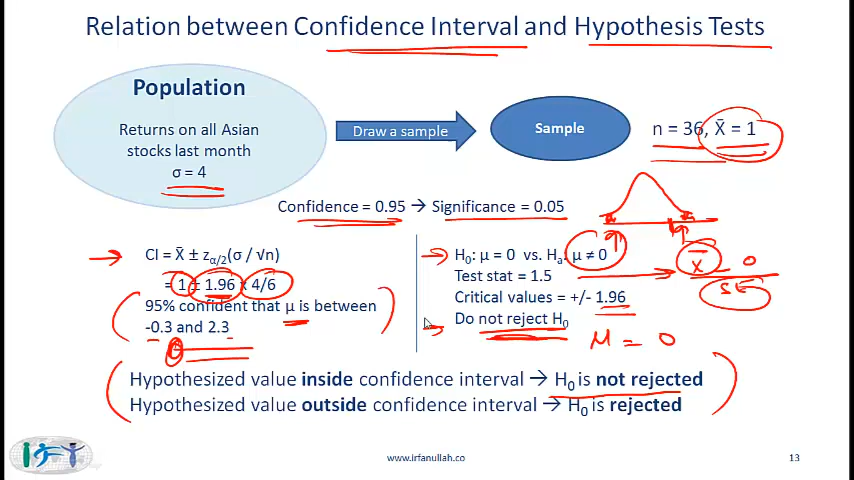 Relation between Confidence Interval and Hypothesis Tests
Population
Returns on all Asian
stocks last month
σ = 4
Draw a sample
Sample
n = 36, X̄ = 1
Confidence = 0.95 → Significance = 0.05
CI = X̄ ± zα/2(σ / √n)
= 1 ± 1.96 x 4/6
95% confident that μ is between
-0.3 and 2.3
H₀: μ = 0 vs. Hₐ: μ ≠ 0
Test stat = 1.5
Critical values = +/- 1.96
Do not reject H₀
X̄ - 0
SE
μ = 0
Hypothesized value inside confidence interval → H₀ is not rejected
Hypothesized value outside confidence interval → H₀ is rejected
www.irfanullah.co
13